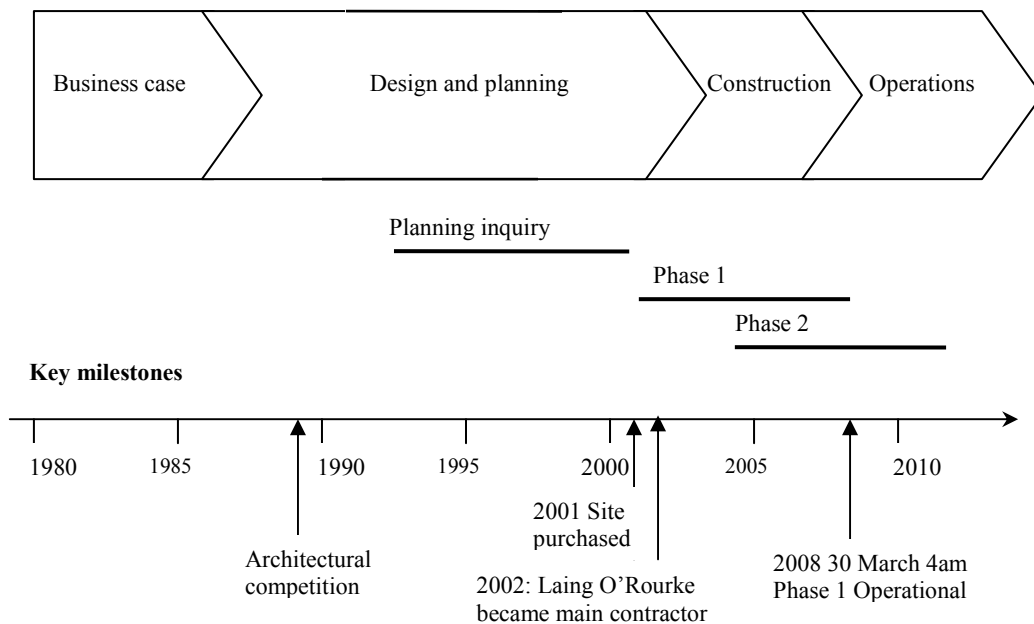 Business case
Design and planning
Construction
Operations
Planning inquiry
Phase 1
Phase 2
Key milestones
1980
1985
1990
1995
2000
2005
2010
Architectural
competition
2001 Site
purchased
2002: Laing O’Rourke
became main contractor
2008 30 March 4am
Phase 1 Operational